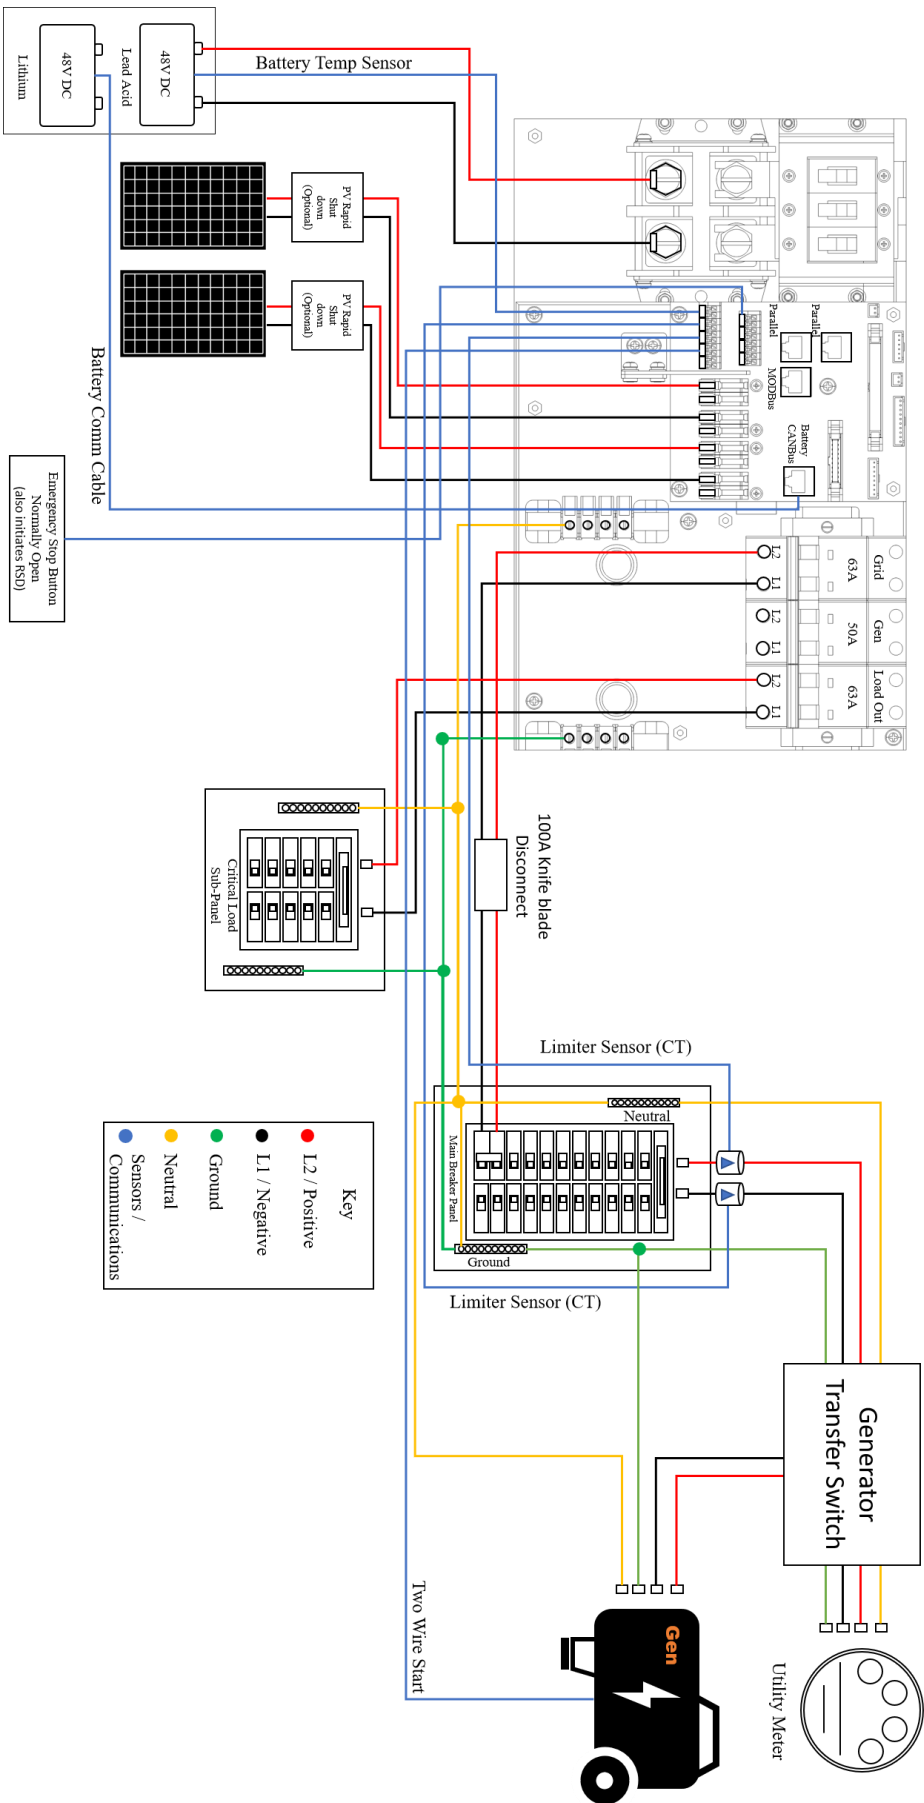 Lithium
48V DC
Lead Acid
48V DC
Battery Temp Sensor
PV Rapid
Shut
down
(Optional)
PV Rapid
Shut
down
(Optional)
Battery Comm Cable
Emergency Stop Button
Normally Open
(also initiates RSD)
Parallel
Parallel
MODBus
Battery
CANBus
L2
L1
63A
Grid
L2
L1
50A
Gen
L2
L1
63A
Load Out
100A Knife blade
Disconnect
Critical Load
Sub-Panel
Limiter Sensor (CT)
Neutral
Main Breaker Panel
Ground
Limiter Sensor (CT)
Key
L2 / Positive
L1 / Negative
Ground
Neutral
Sensors /
Communications
Generator
Transfer Switch
Two Wire Start
Gen
Utility Meter